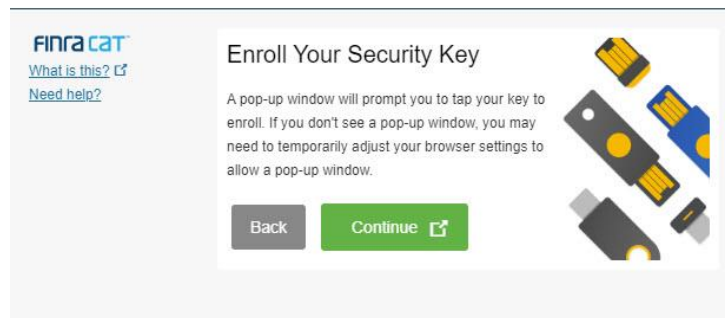 FINRA CAT
What is this?
Need help?
Enroll Your Security Key
A pop-up window will prompt you to tap your key to
enroll. If you don't see a pop-up window, you may
need to temporarily adjust your browser settings to
allow a pop-up window.
Back
Continue